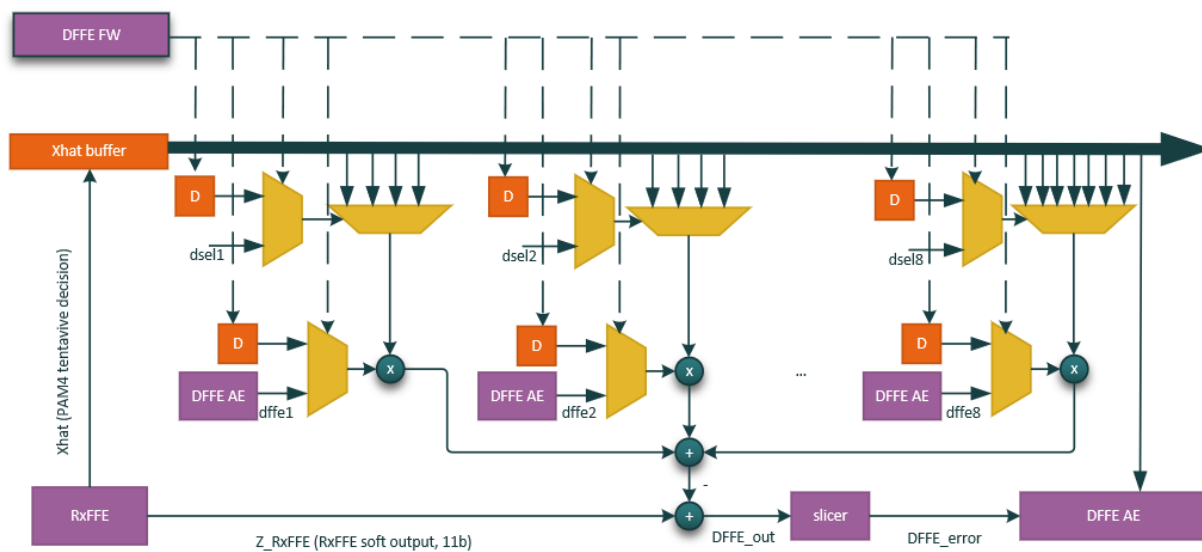 DFFE FW
Xhat buffer
D
D
D
dsel1
dsel2
dsel8
Xhat (PAM4 tentavive decision)
D
D
D
x
x
x
...
DFFE AE
dffe1
DFFE AE
dffe2
DFFE AE
dffe8
+
-
RxFFE
+
slicer
DFFE AE
Z_RxFFE (RxFFE soft output, 11b)
DFFE_out
DFFE_error